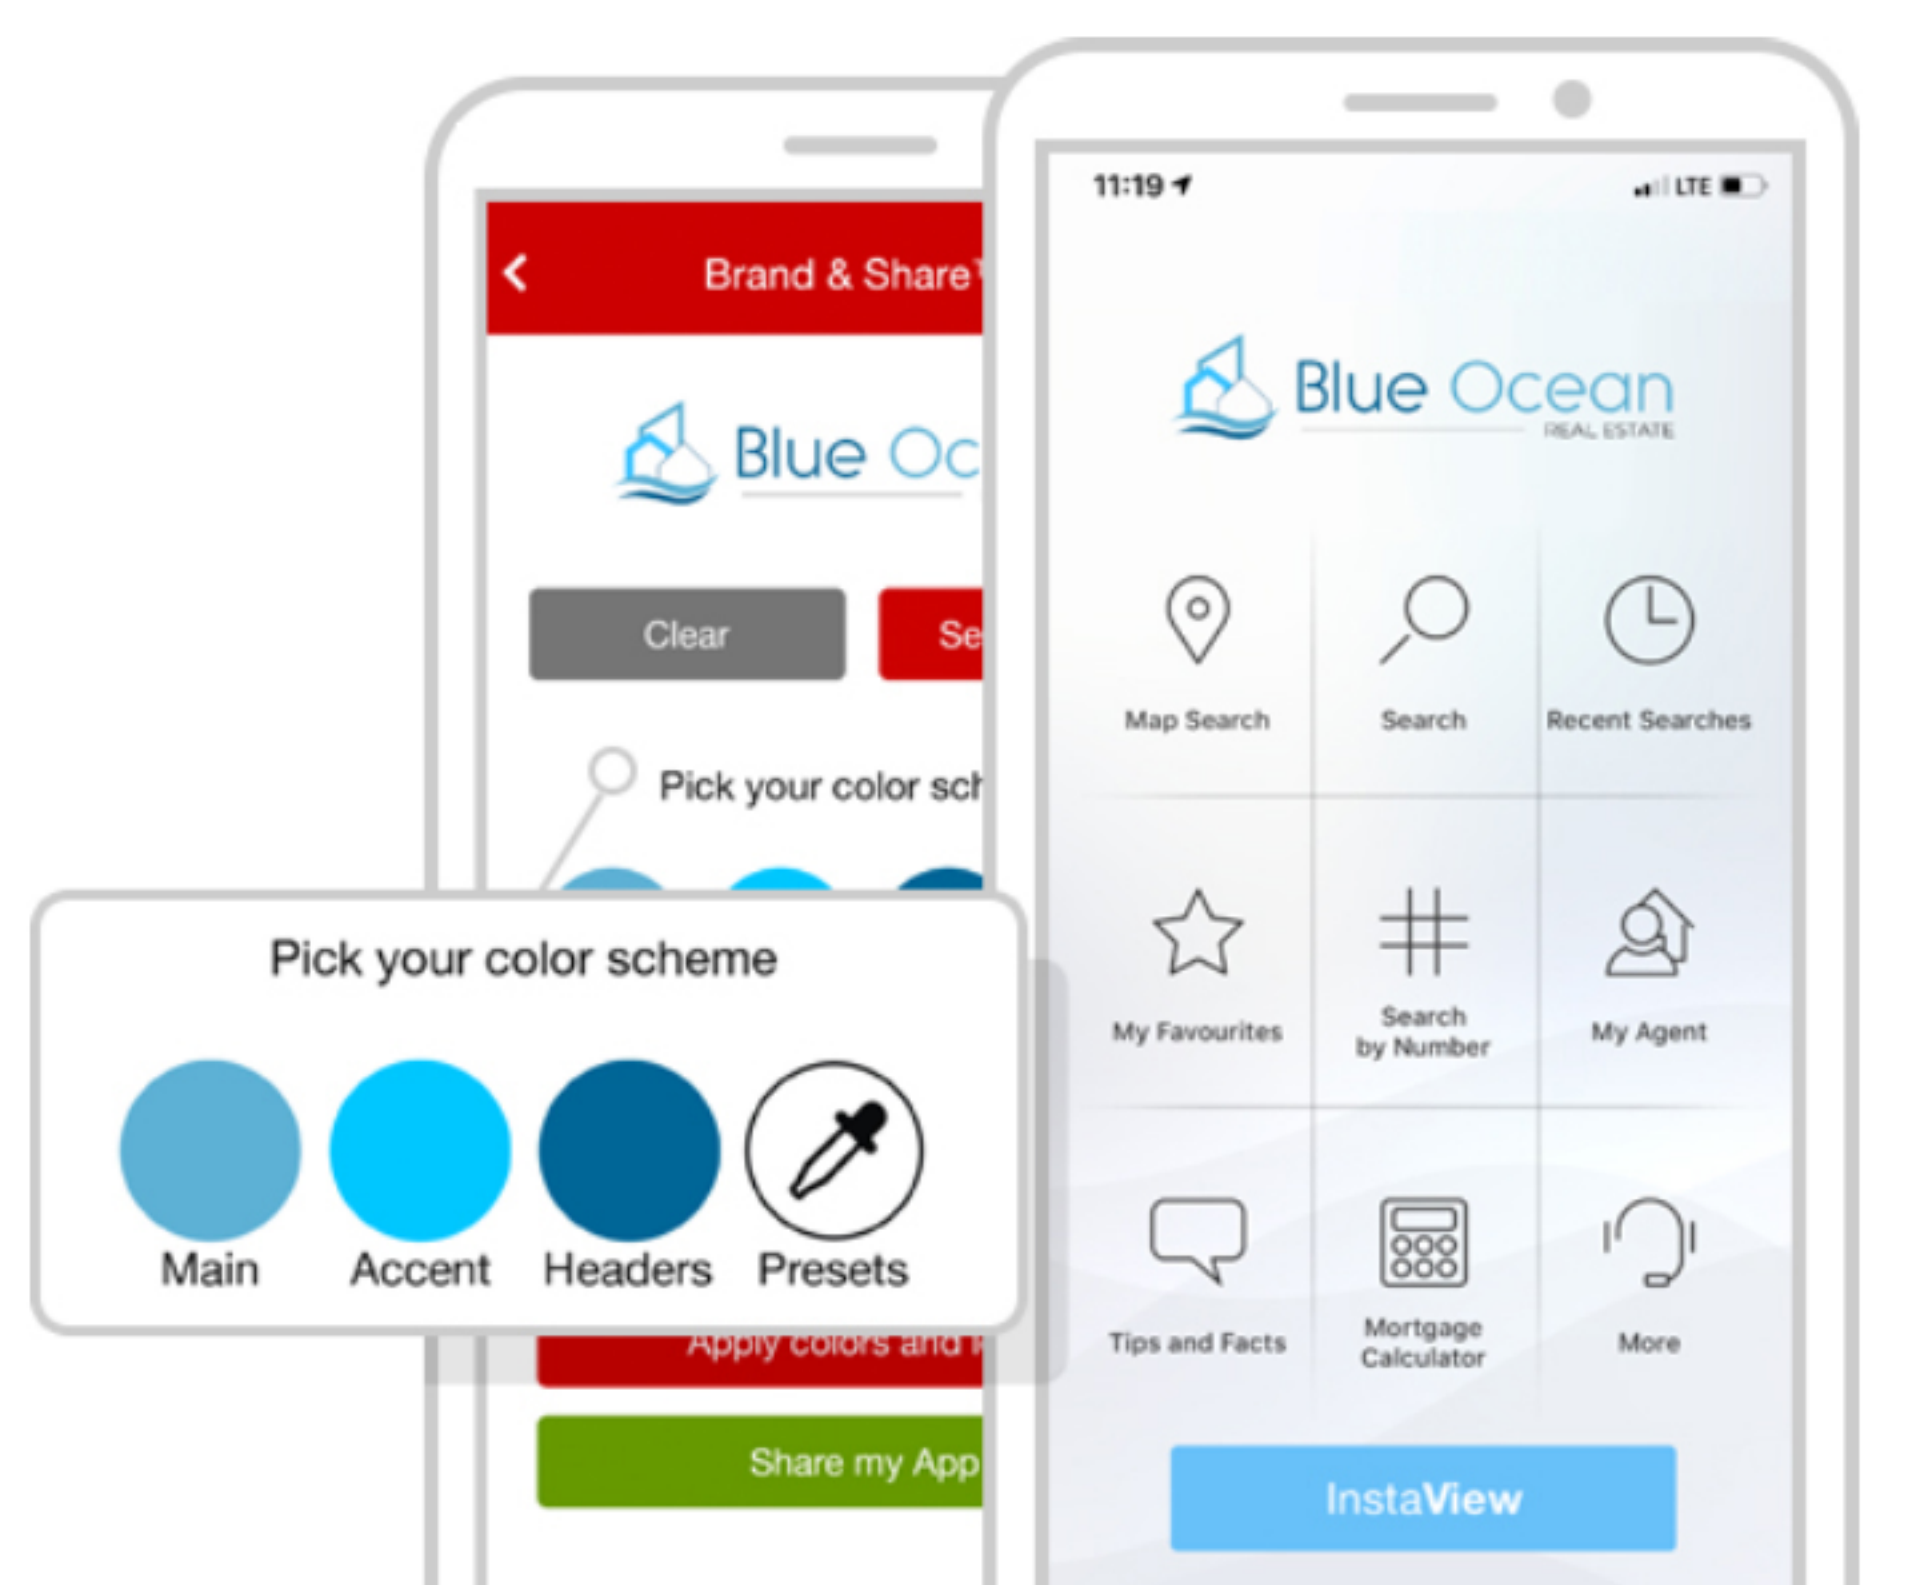 Brand & Share
Blue Oc
Clear
Se
Pick your color sch
Pick your color scheme
Main
Accent
Headers
Presets
Apply colors and
Share my App
11:19
LTE
Blue Ocean
REAL ESTATE
Map Search
Search
Recent Searches
My Favourites
Search
by Number
My Agent
Tips and Facts
Mortgage
Calculator
More
InstaView